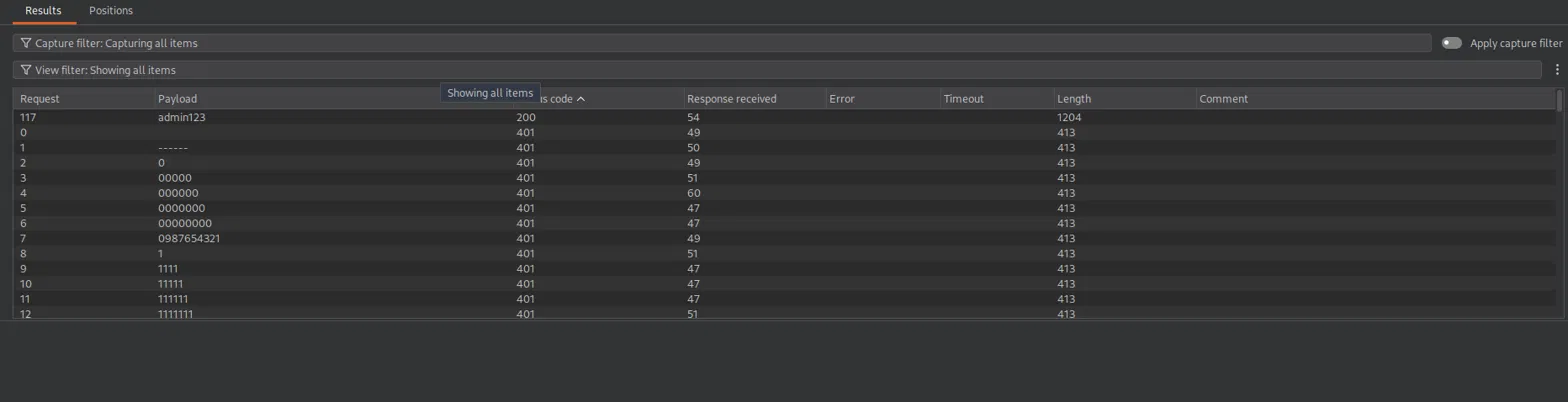 Results Positions
Capture filter: Capturing all items Apply capture filter
View filter: Showing all items
Showing all items
Request Payload us code Response received Error Timeout Length Comment
117 admin123 200 54 1204
0 401 49 413
1 ------ 401 50 413
2 0 401 49 413
3 00000 401 51 413
4 000000 401 60 413
5 0000000 401 47 413
6 00000000 401 47 413
7 0987654321 401 49 413
8 1 401 51 413
9 1111 401 47 413
10 11111 401 47 413
11 111111 401 47 413
12 1111111 401 51 413